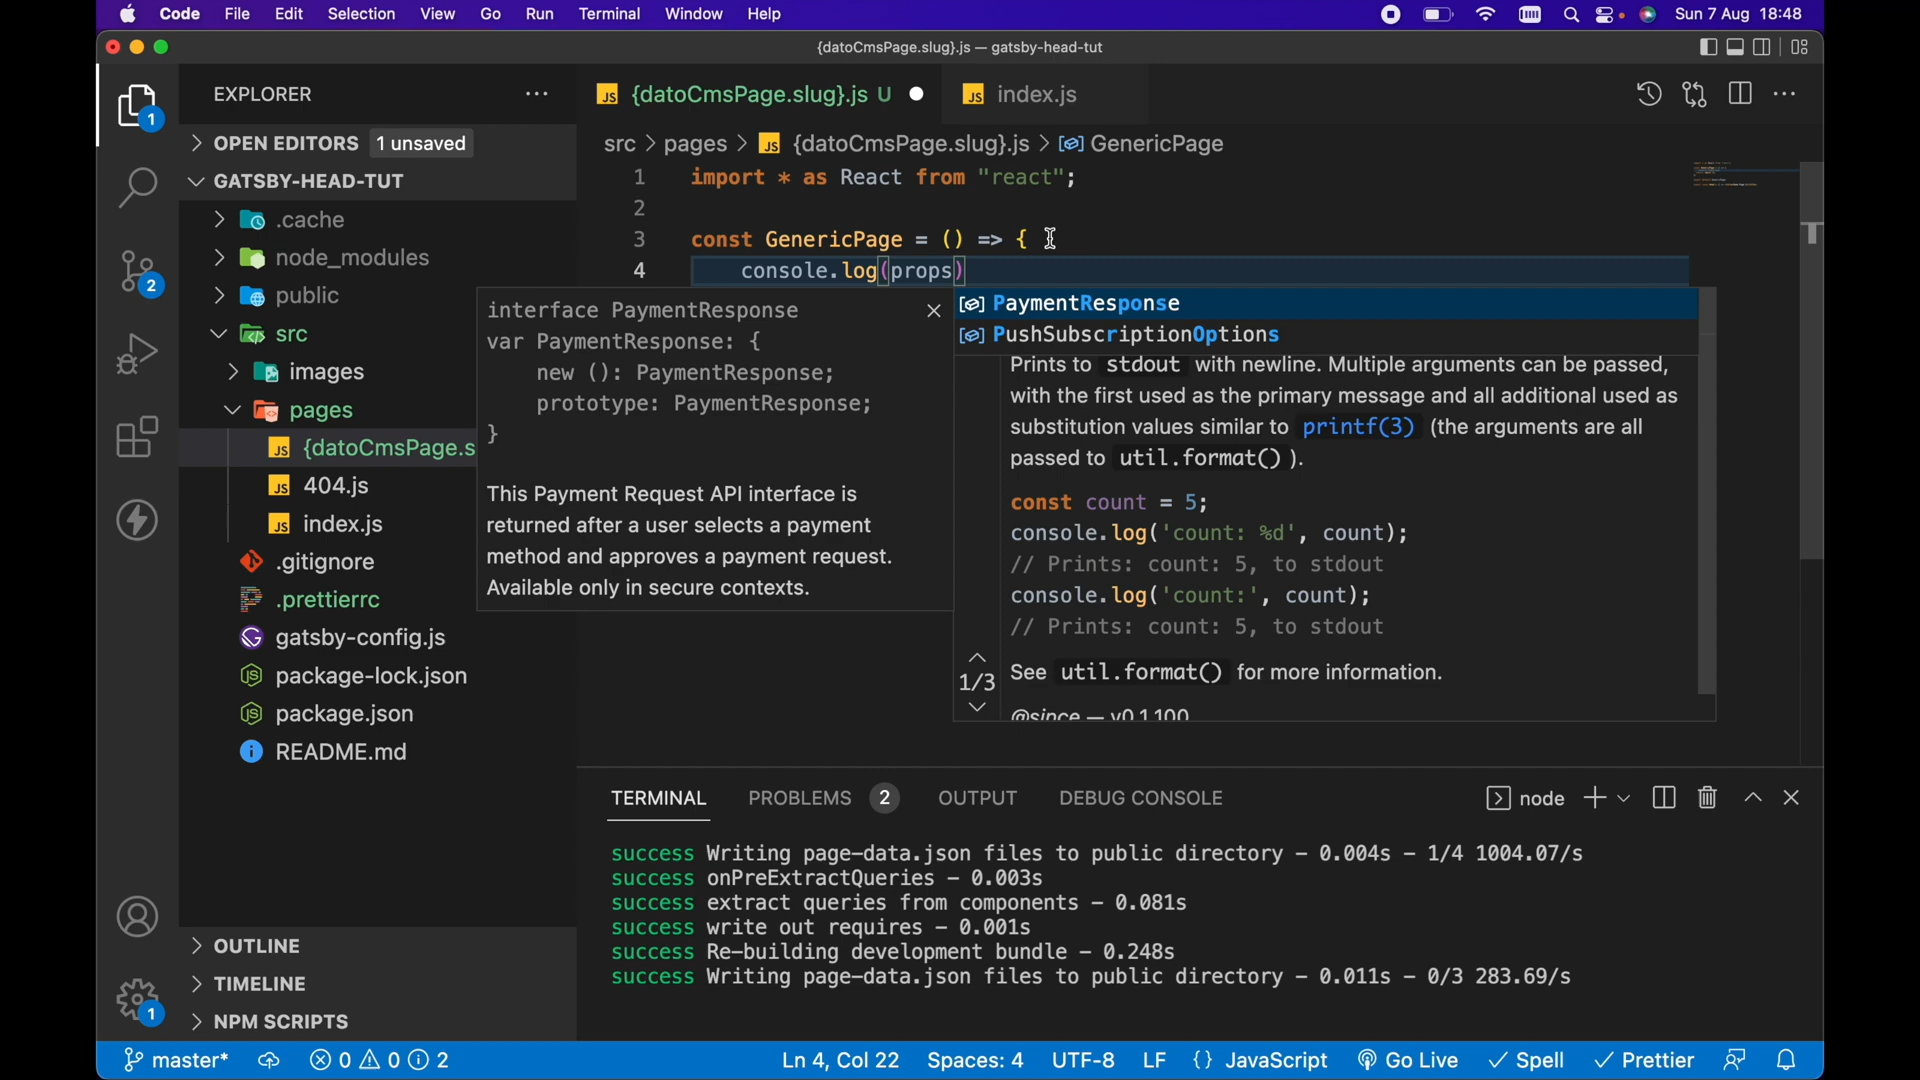 Code File Edit Selection View Go Run Terminal Window Help Sun 7 Aug 18:48
{datoCmsPage.slug}.js — gatsby-head-tut
1
EXPLORER
{datoCmsPage.slug}.js U
index.js
OPEN EDITORS 1 unsaved
src > pages > {datoCmsPage.slug}.js > GenericPage
GATSBY-HEAD-TUT
1 import * as React from "react";
2
3 const GenericPage = () => {
4 console.log(props)
.cache
node_modules
public
src
images
pages
{datoCmsPage.s
404.js
index.js
.gitignore
.prettierrc
gatsby-config.js
package-lock.json
package.json
README.md
2
interface PaymentResponse
var PaymentResponse: {
new (): PaymentResponse;
prototype: PaymentResponse;
}
This Payment Request API interface is
returned after a user selects a payment
method and approves a payment request.
Available only in secure contexts.
PaymentResponse
PushSubscriptionOptions
Prints to stdout with newline. Multiple arguments can be passed,
with the first used as the primary message and all additional used as
substitution values similar to printf(3) (the arguments are all
passed to util.format() ).
const count = 5;
console.log('count: %d', count);
// Prints: count: 5, to stdout
console.log('count:', count);
// Prints: count: 5, to stdout
1/3
See util.format() for more information.
@since — v0.1.100
TERMINAL PROBLEMS 2 OUTPUT DEBUG CONSOLE node
success Writing page-data.json files to public directory - 0.004s - 1/4 1004.07/s
success onPreExtractQueries - 0.003s
success extract queries from components - 0.081s
success write out requires - 0.001s
success Re-building development bundle - 0.248s
success Writing page-data.json files to public directory - 0.011s - 0/3 283.69/s
OUTLINE
TIMELINE
NPM SCRIPTS
1
master* 0 0 2 Ln 4, Col 22 Spaces: 4 UTF-8 LF {} JavaScript Go Live Spell Prettier